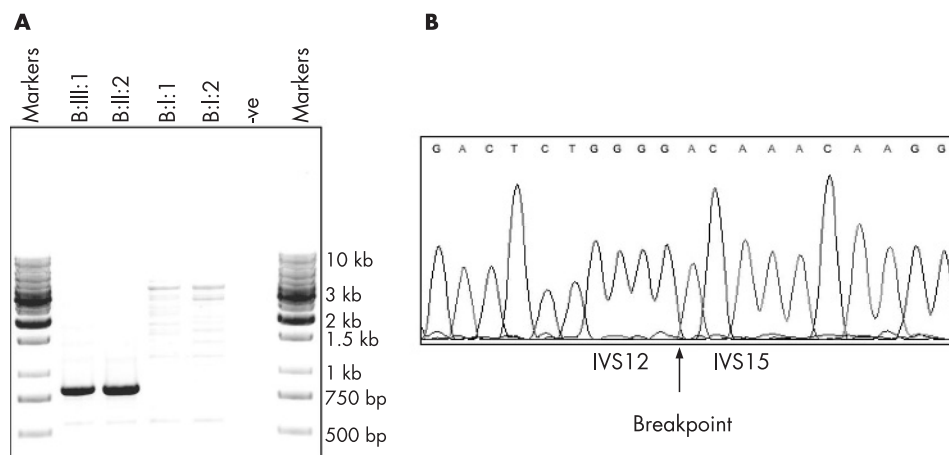 A
Markers
B:III:1
B:II:2
B:I:1
B:I:2
-ve
Markers
10 kb
3 kb
2 kb
1.5 kb
1 kb
750 bp
500 bp
B
G A C T C T G G G G A C A A A C A A G G
IVS12 IVS15
Breakpoint